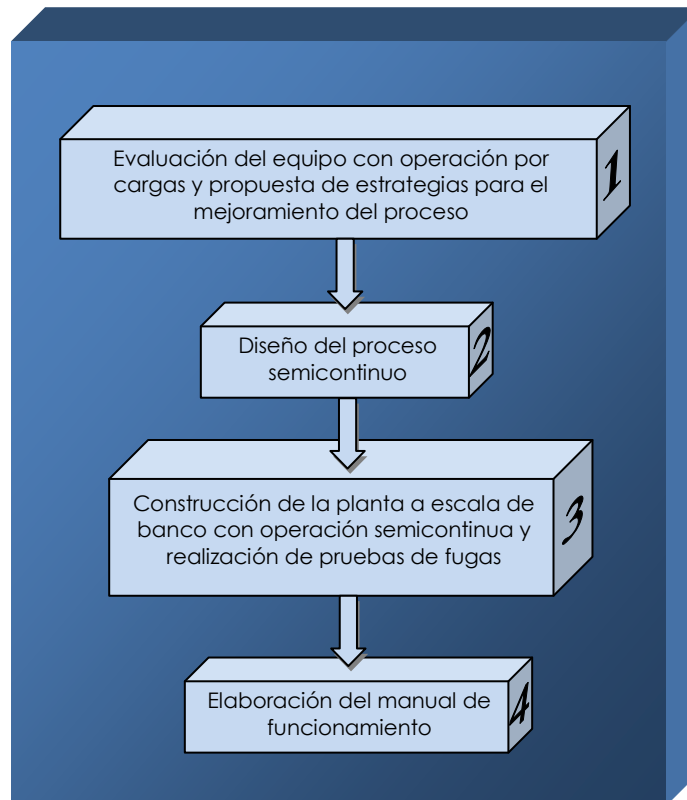 Evaluación del equipo con operación por
cargas y propuesta de estrategias para el
mejoramiento del proceso
1
Diseño del proceso
semicontinuo
2
Construcción de la planta a escala de
banco con operación semicontinua y
realización de pruebas de fugas
3
Elaboración del manual de
funcionamiento
4